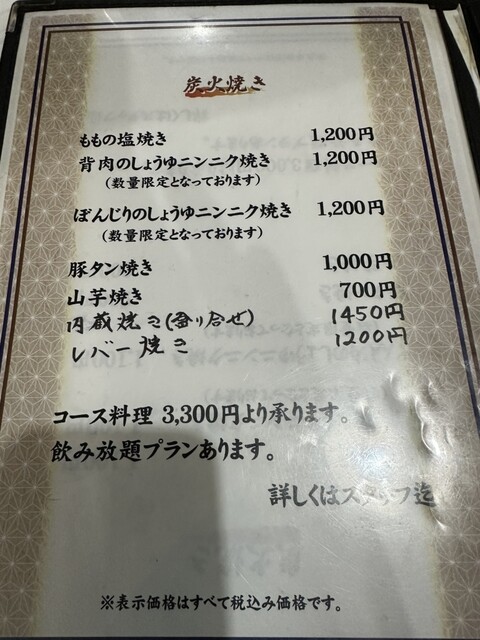 炭火焼き
ももの塩焼き 1,200円
背肉のしょうゆニンニク焼き 1,200円
(数量限定となっております)
ぼんじりのしょうゆニンニク焼き 1,200円
(数量限定となっております)
豚タン焼き 1,000円
山芋焼き 700円
内蔵焼き(盛り合せ) 1450円
レバー焼き 1200円
コース料理 3,300円より承ります。
飲み放題プランあります。
詳しくはスタッフ迄
※表示価格はすべて税込み価格です。